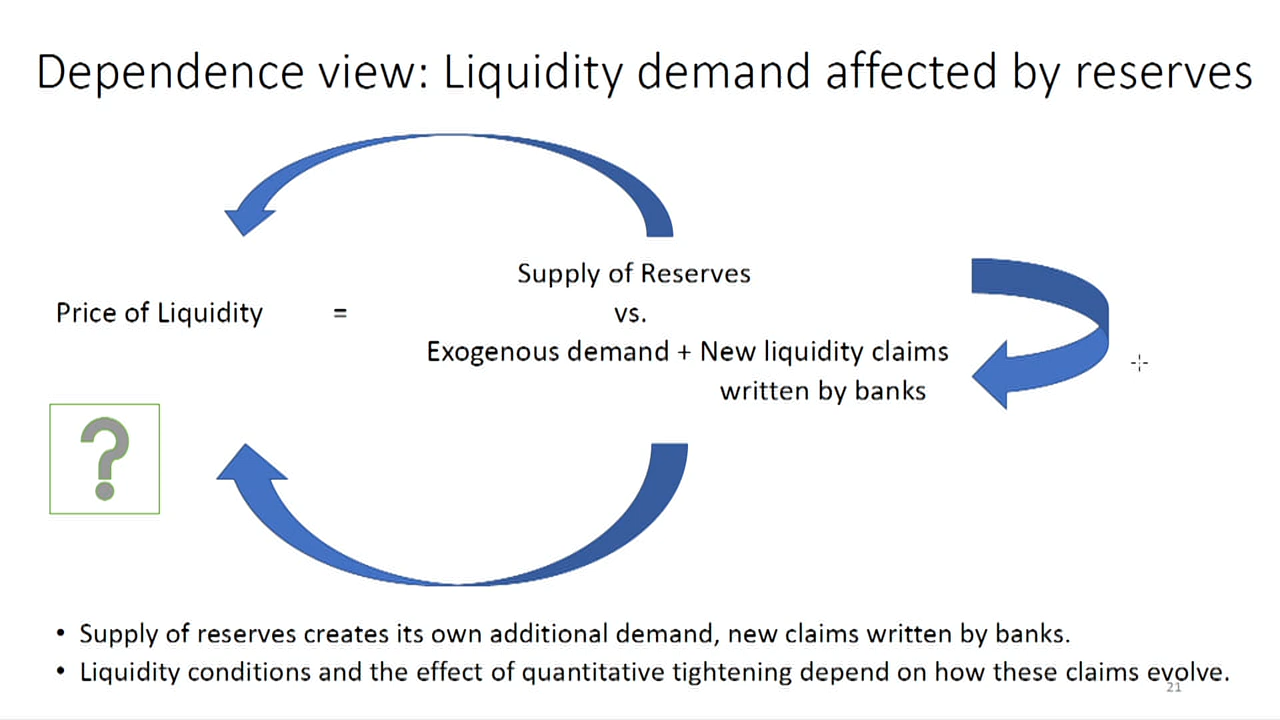 Dependence view: Liquidity demand affected by reserves
Supply of Reserves
Price of Liquidity = vs.
Exogenous demand + New liquidity claims
written by banks
?
• Supply of reserves creates its own additional demand, new claims written by banks.
• Liquidity conditions and the effect of quantitative tightening depend on how these claims evolve.
21